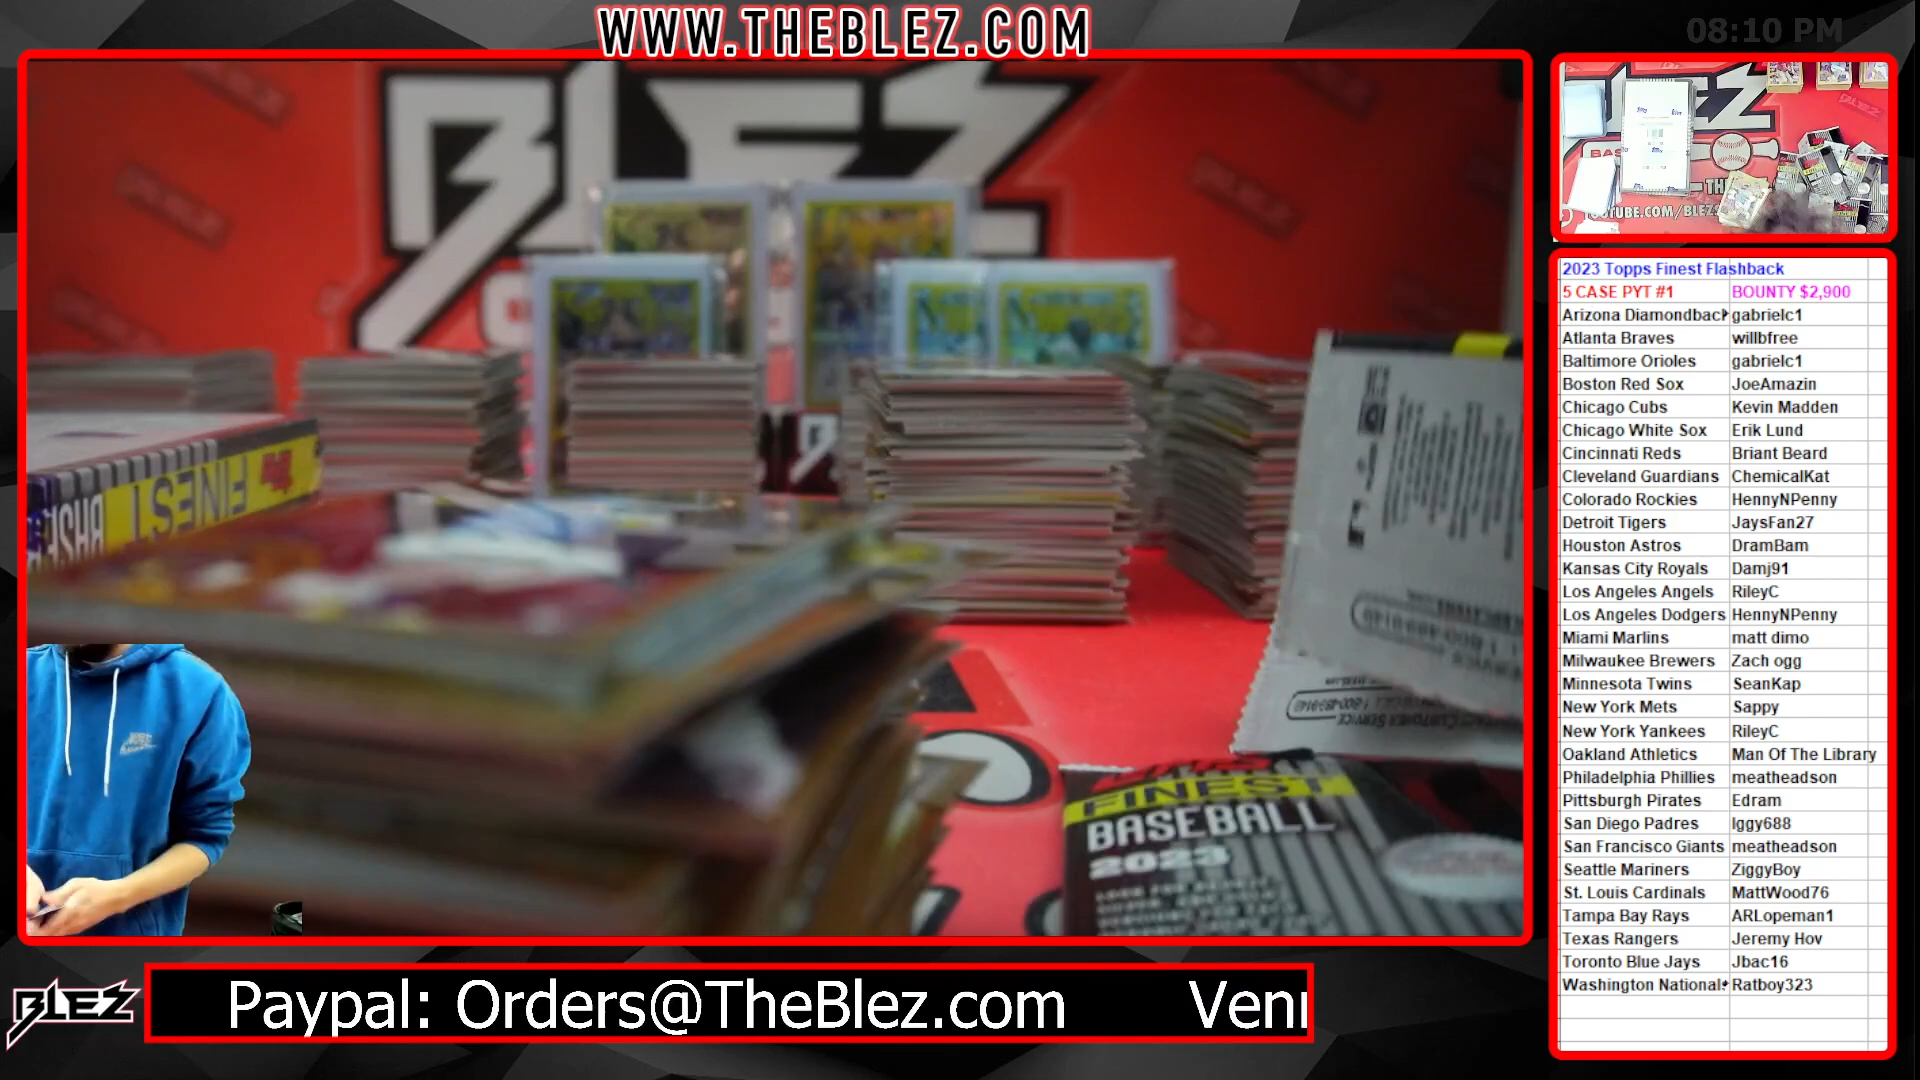 WWW.THEBLEZ.COM
08:10 PM
BLEZ
FINEST
BASEBALL
2023
FINEST
BLEZ
2023 Topps Finest Flashback
5 CASE PYT #1 BOUNTY $2,900
Arizona Diamondback gabrielc1
Atlanta Braves willbfree
Baltimore Orioles gabrielc1
Boston Red Sox JoeAmazin
Chicago Cubs Kevin Madden
Chicago White Sox Erik Lund
Cincinnati Reds Briant Beard
Cleveland Guardians ChemicalKat
Colorado Rockies HennyNPenny
Detroit Tigers JaysFan27
Houston Astros DramBam
Kansas City Royals Damj91
Los Angeles Angels RileyC
Los Angeles Dodgers HennyNPenny
Miami Marlins matt dimo
Milwaukee Brewers Zach ogg
Minnesota Twins SeanKap
New York Mets Sappy
New York Yankees RileyC
Oakland Athletics Man Of The Library
Philadelphia Phillies meatheadson
Pittsburgh Pirates Edram
San Diego Padres Iggy688
San Francisco Giants meatheadson
Seattle Mariners ZiggyBoy
St. Louis Cardinals MattWood76
Tampa Bay Rays ARLopeman1
Texas Rangers Jeremy Hov
Toronto Blue Jays Jbac16
Washington Nationals Ratboy323
BLEZ
Paypal: Orders@TheBlez.com Ven